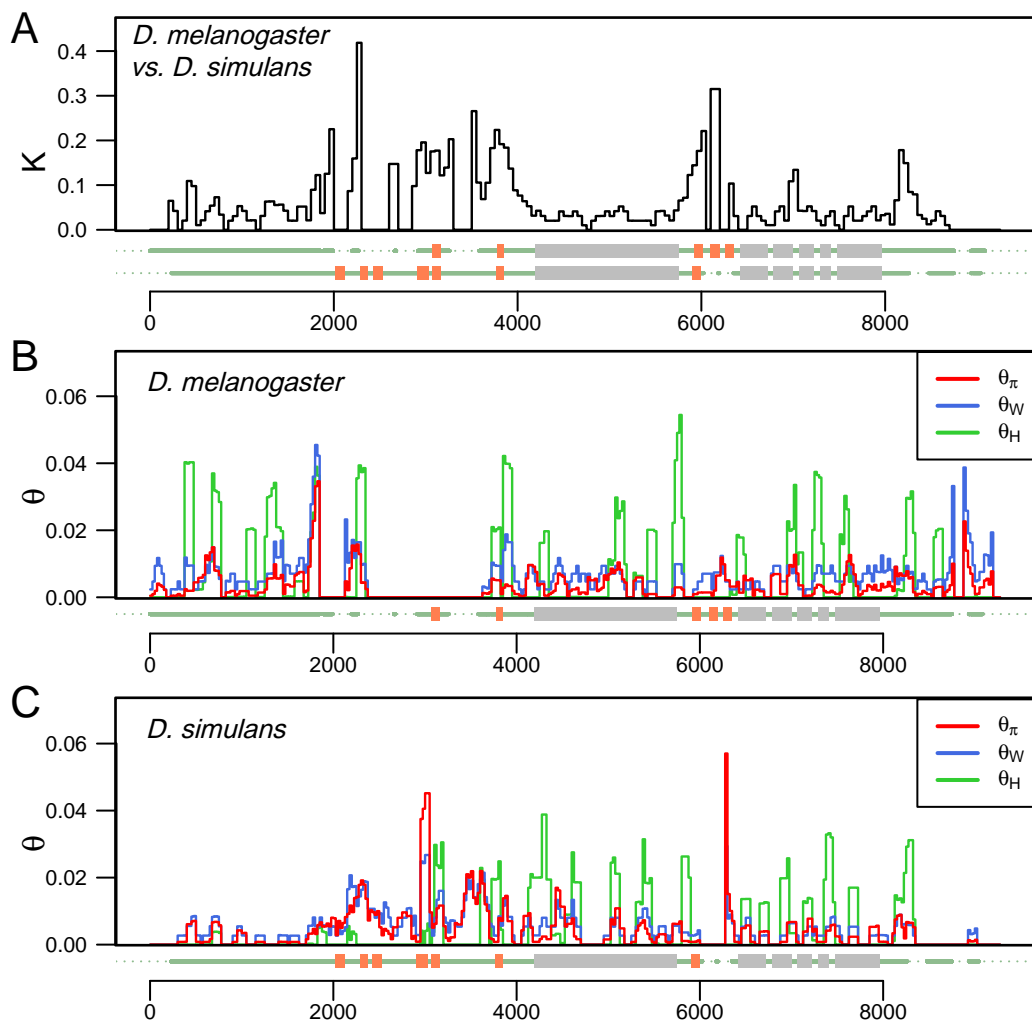 A
D. melanogaster
vs. D. simulans
K
0.4
0.3
0.2
0.1
0.0
0 2000 4000 6000 8000
B
D. melanogaster
θ
0.06
0.04
0.02
0.00
θπ
θW
θH
0 2000 4000 6000 8000
C
D. simulans
θ
0.06
0.04
0.02
0.00
θπ
θW
θH
0 2000 4000 6000 8000